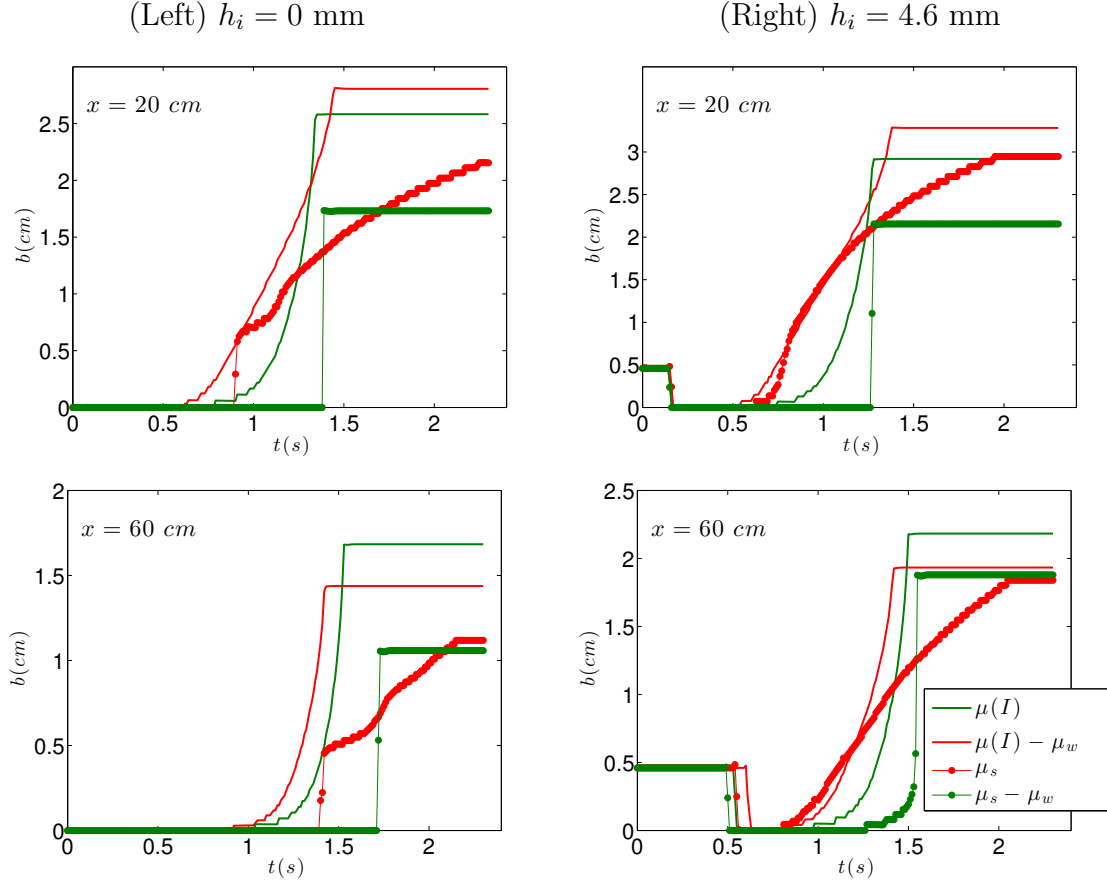 (Left) h_i = 0 mm
(Right) h_i = 4.6 mm
x = 20 cm
b(cm)
2.5
2
1.5
1
0.5
0
0 0.5 1 1.5 2
t(s)
x = 20 cm
b(cm)
3
2.5
2
1.5
1
0.5
0
0 0.5 1 1.5 2
t(s)
x = 60 cm
b(cm)
2
1.5
1
0.5
0
0 0.5 1 1.5 2
t(s)
x = 60 cm
b(cm)
2.5
2
1.5
1
0.5
0
0 0.5 1 1.5 2
t(s)
μ(I)
μ(I) − μ_w
μ_s
μ_s − μ_w